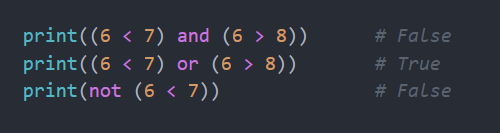 print((6 < 7) and (6 > 8))      # False
print((6 < 7) or (6 > 8))       # True
print(not (6 < 7))              # False